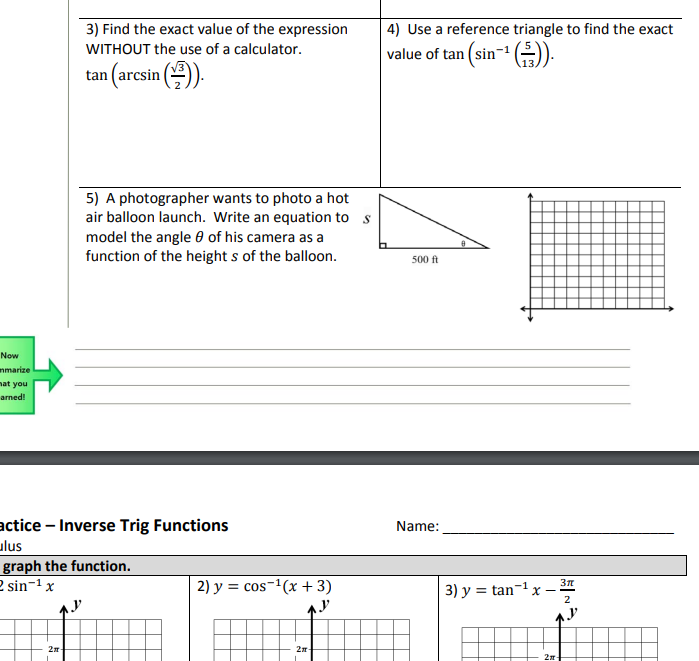 3) Find the exact value of the expression
WITHOUT the use of a calculator.
tan (arcsin (√3/2)).
4) Use a reference triangle to find the exact
value of tan (sin⁻¹ (5/13)).
5) A photographer wants to photo a hot
air balloon launch. Write an equation to
model the angle θ of his camera as a
function of the height s of the balloon.
s
θ
500 ft
Now
mmarize
hat you
arned!
actice – Inverse Trig Functions
Name:
ulus
graph the function.
2 sin⁻¹ x
y
2π
2) y = cos⁻¹(x + 3)
y
2π
3) y = tan⁻¹ x − 3π/2
y
2π